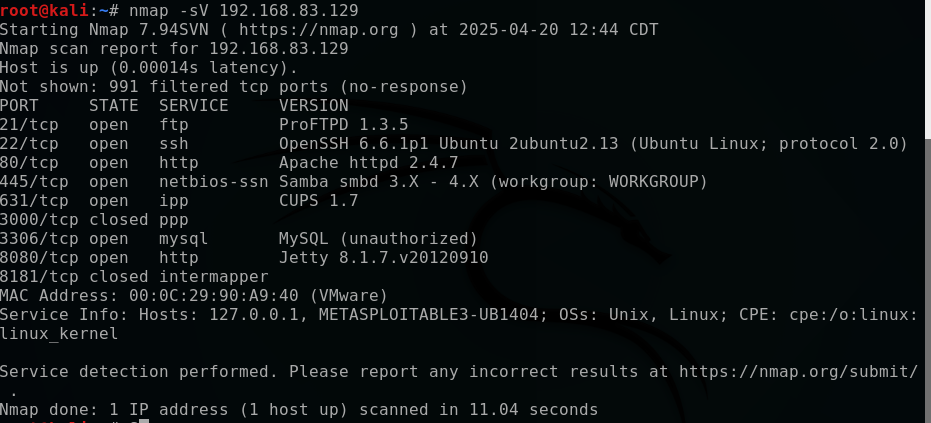 root@kali:~# nmap -sV 192.168.83.129
Starting Nmap 7.94SVN ( https://nmap.org ) at 2025-04-20 12:44 CDT
Nmap scan report for 192.168.83.129
Host is up (0.00014s latency).
Not shown: 991 filtered tcp ports (no-response)
PORT     STATE  SERVICE     VERSION
21/tcp   open   ftp         ProFTPD 1.3.5
22/tcp   open   ssh         OpenSSH 6.6.1p1 Ubuntu 2ubuntu2.13 (Ubuntu Linux; protocol 2.0)
80/tcp   open   http        Apache httpd 2.4.7
445/tcp  open   netbios-ssn Samba smbd 3.X - 4.X (workgroup: WORKGROUP)
631/tcp  open   ipp         CUPS 1.7
3000/tcp closed ppp
3306/tcp open   mysql       MySQL (unauthorized)
8080/tcp open   http        Jetty 8.1.7.v20120910
8181/tcp closed intermapper
MAC Address: 00:0C:29:90:A9:40 (VMware)
Service Info: Hosts: 127.0.0.1, METASPLOITABLE3-UB1404; OSs: Unix, Linux; CPE: cpe:/o:linux:
linux_kernel
Service detection performed. Please report any incorrect results at https://nmap.org/submit/
.
Nmap done: 1 IP address (1 host up) scanned in 11.04 seconds